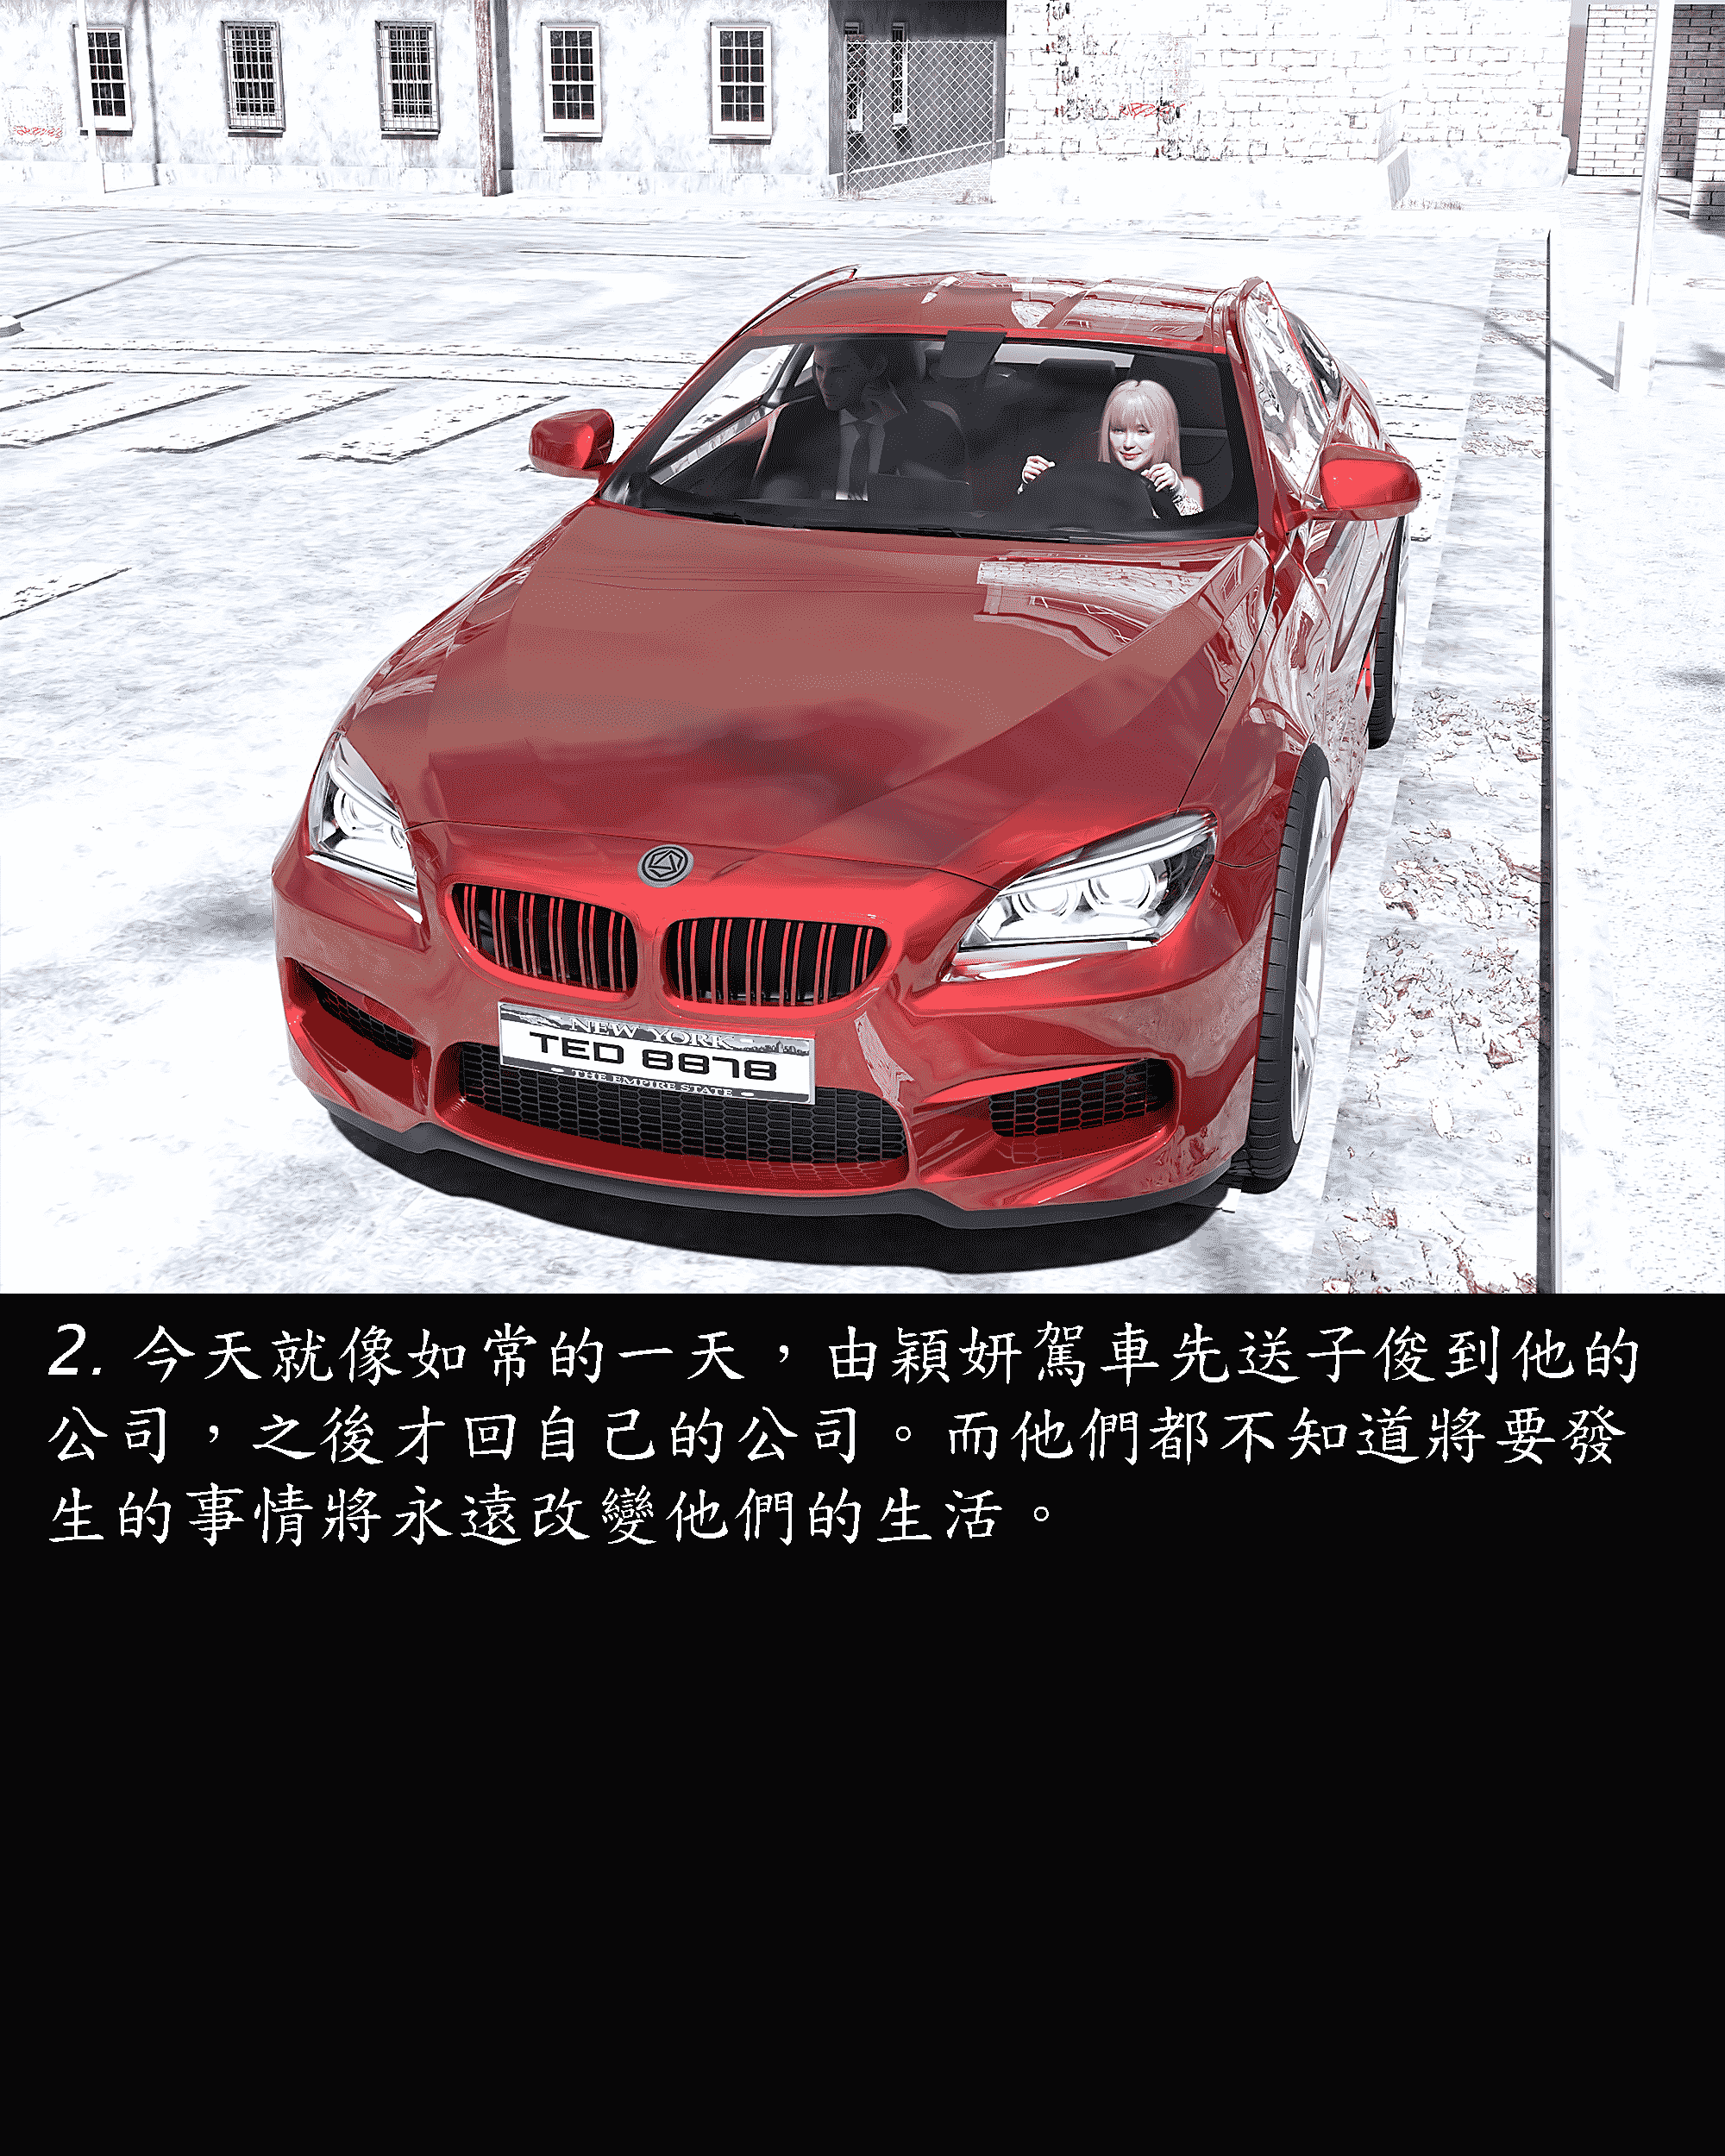 NEW YORK
TED 8878
THE EMPIRE STATE
2. 今天就像如常的一天，由穎妍駕車先送子俊到他的
公司，之後才回自己的公司。而他們都不知道將要發
生的事情將永遠改變他們的生活。